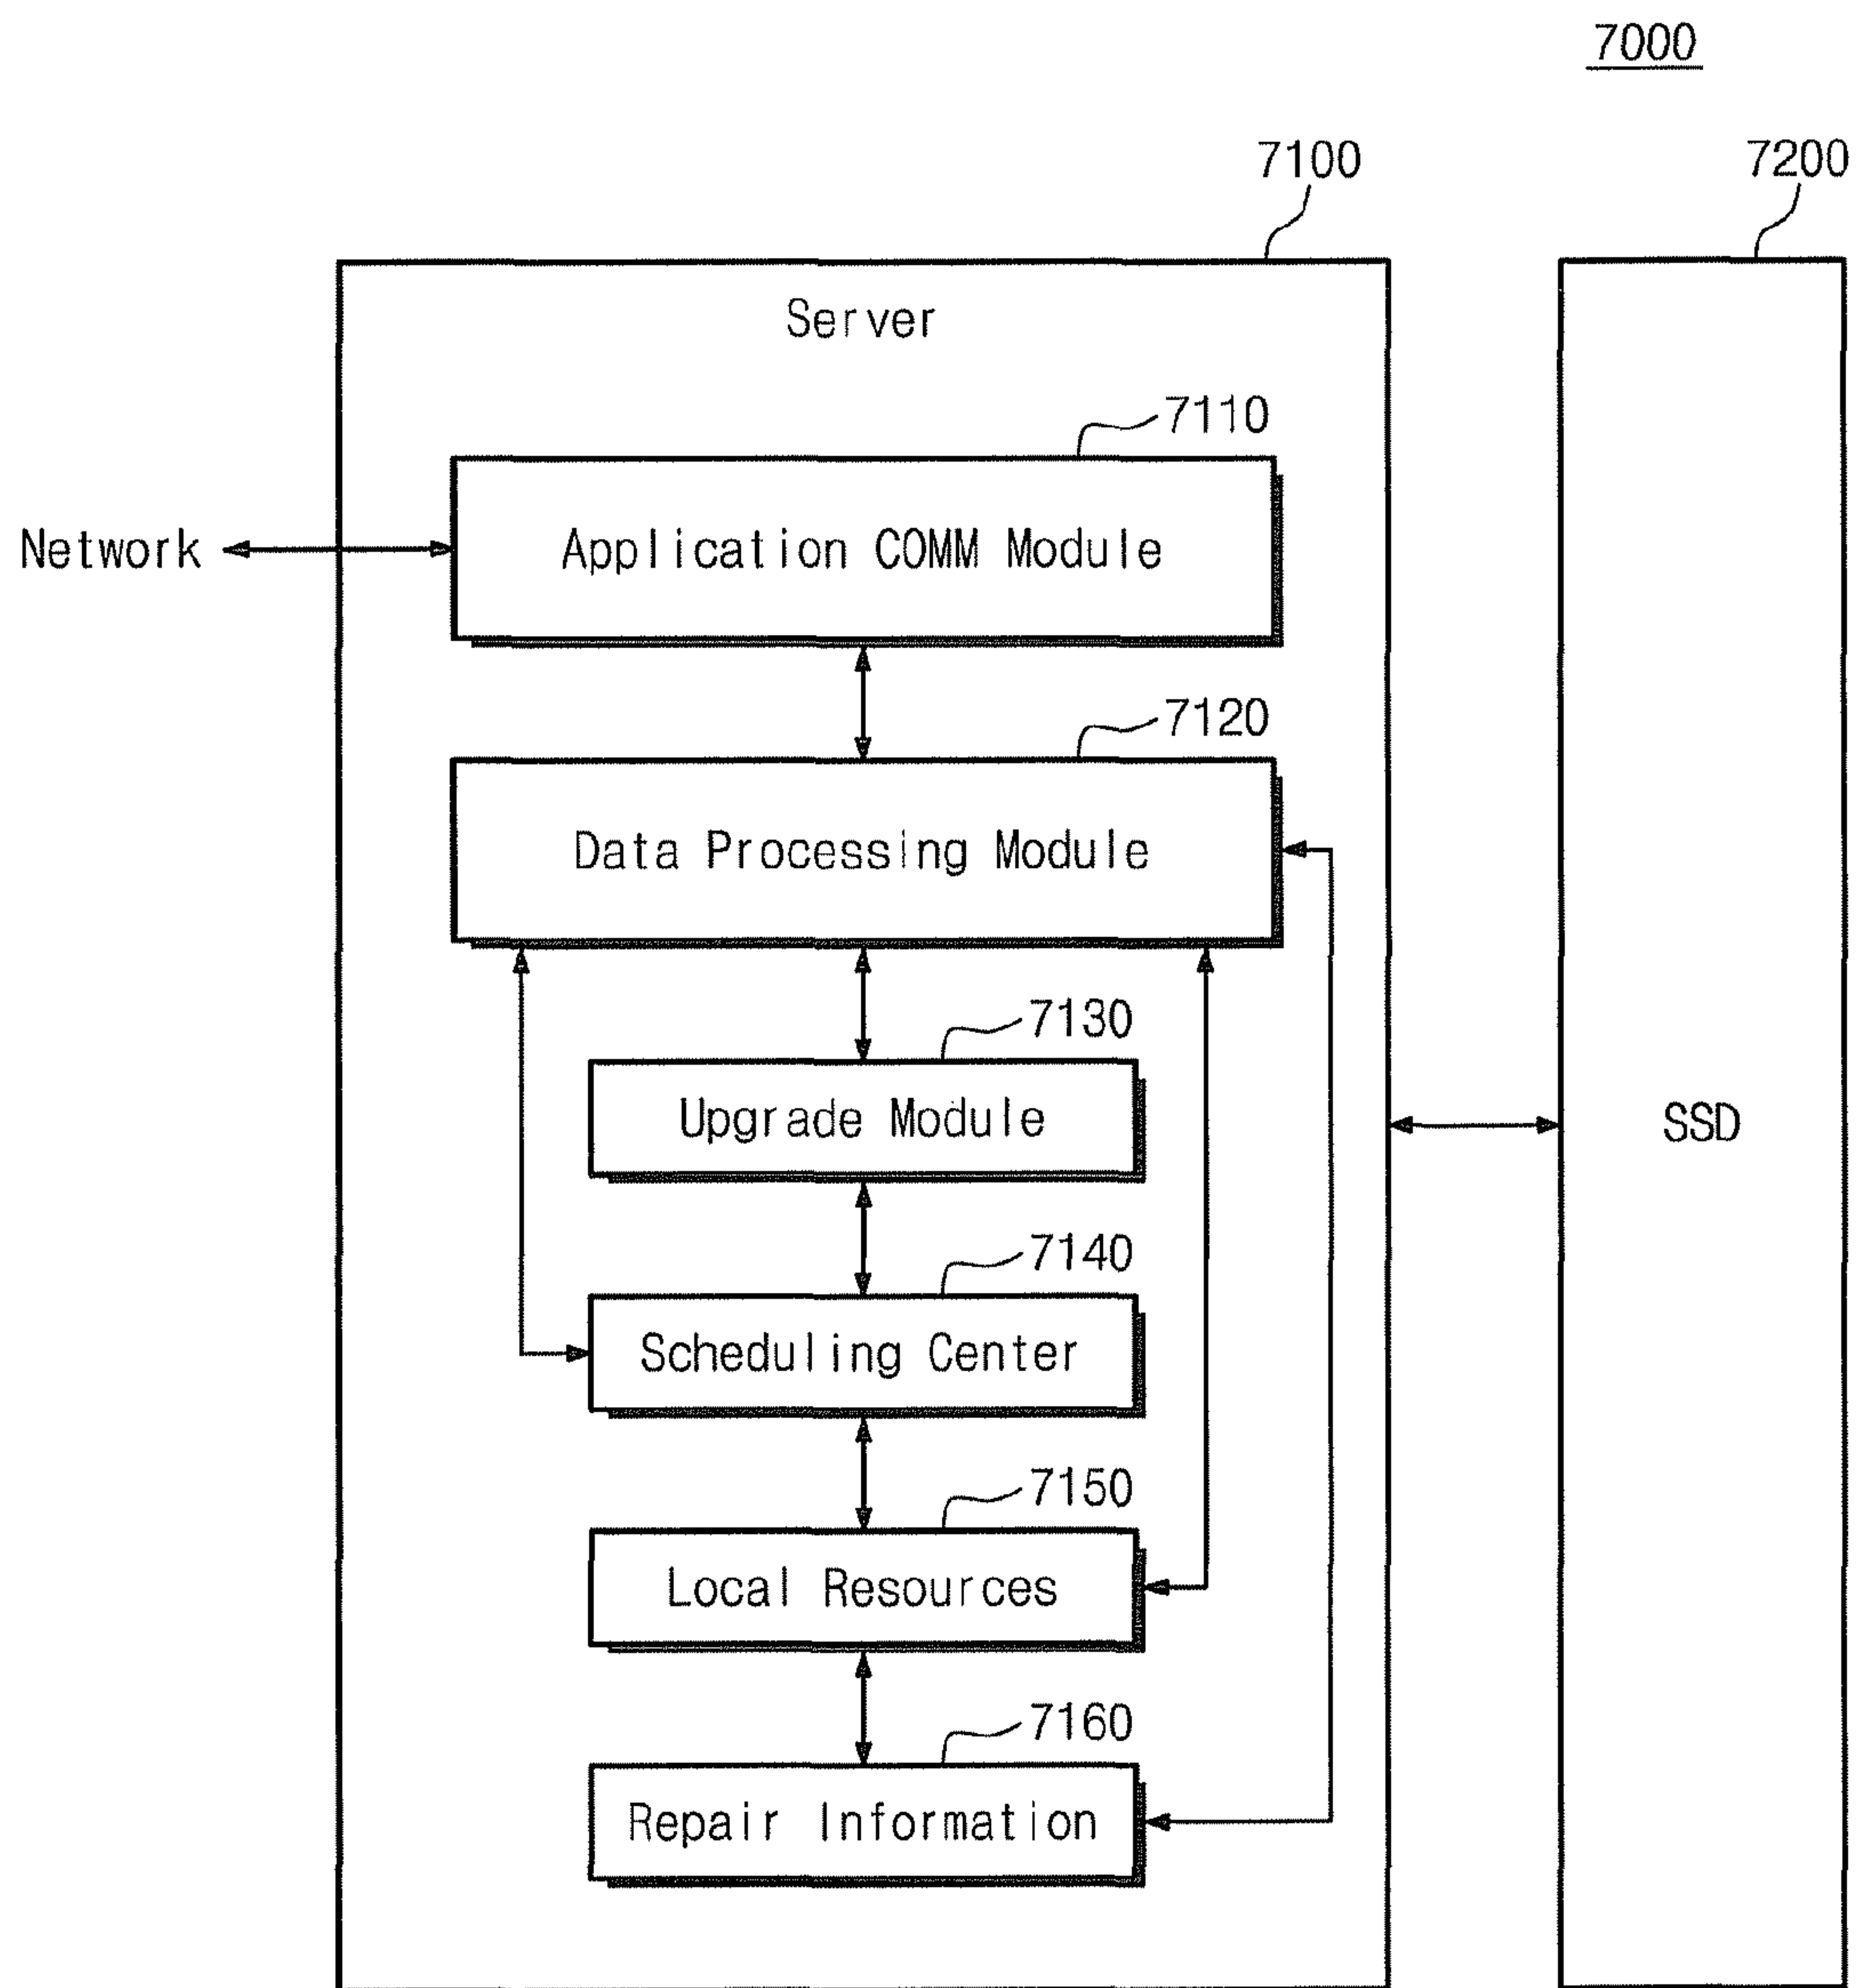 7000
7100
7200
Server
7110
Network
Application COMM Module
7120
Data Processing Module
7130
Upgrade Module
SSD
7140
Scheduling Center
7150
Local Resources
7160
Repair Information